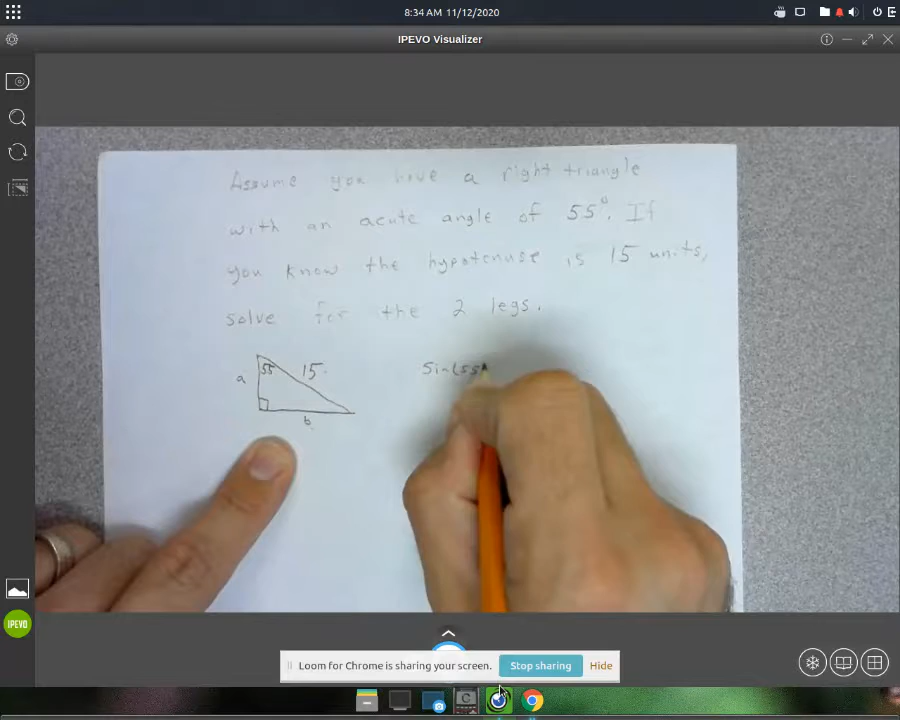 8:34 AM 11/12/2020
IPEVO Visualizer
Assume you have a right triangle
with an acute angle of 55°. If
you know the hypotenuse is 15 units,
solve for the 2 legs.
55 15
a
b
Sin(55
IPEVO
Loom for Chrome is sharing your screen. Stop sharing Hide
C